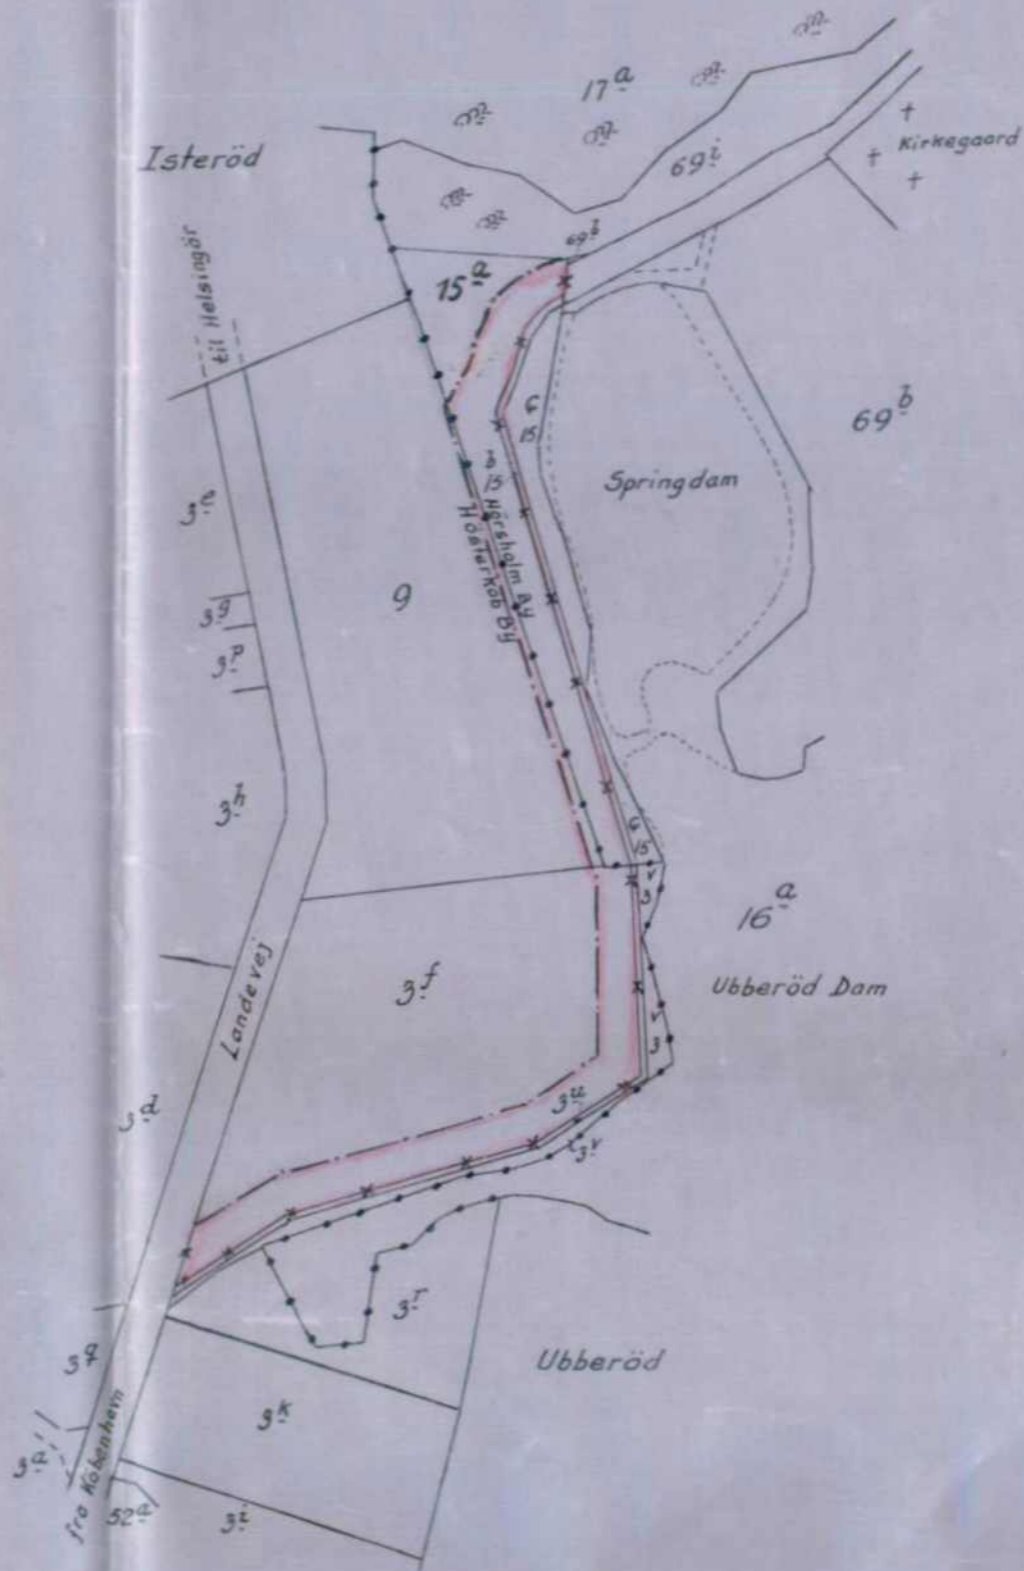 17a
Isteröd
69i
Kirkegaard
69b
15a
til Helsingör
c
15
69b
b
15
Springdam
3e
Hörsholm By
Hösterköb By
9
3g
3p
3h
c
15
v
3
16a
Landevej
3f
Ubberöd Dam
v
3
3d
3u
3v
3r
Ubberöd
3q
3k
fra Köbenhavn
3a
52a
3i